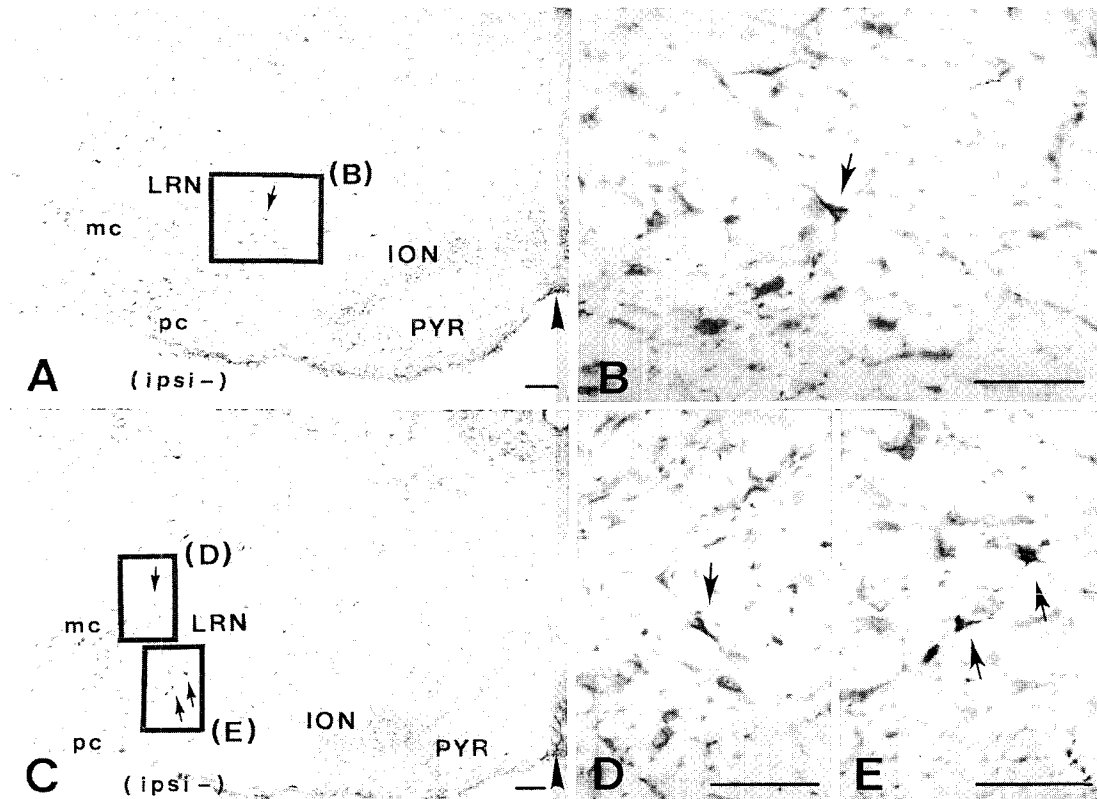 LRN
(B)
mc
ION
pc
PYR
A
(ipsi-)
B
(D)
mc
LRN
(E)
ION
pc
PYR
C
(ipsi-)
D
E